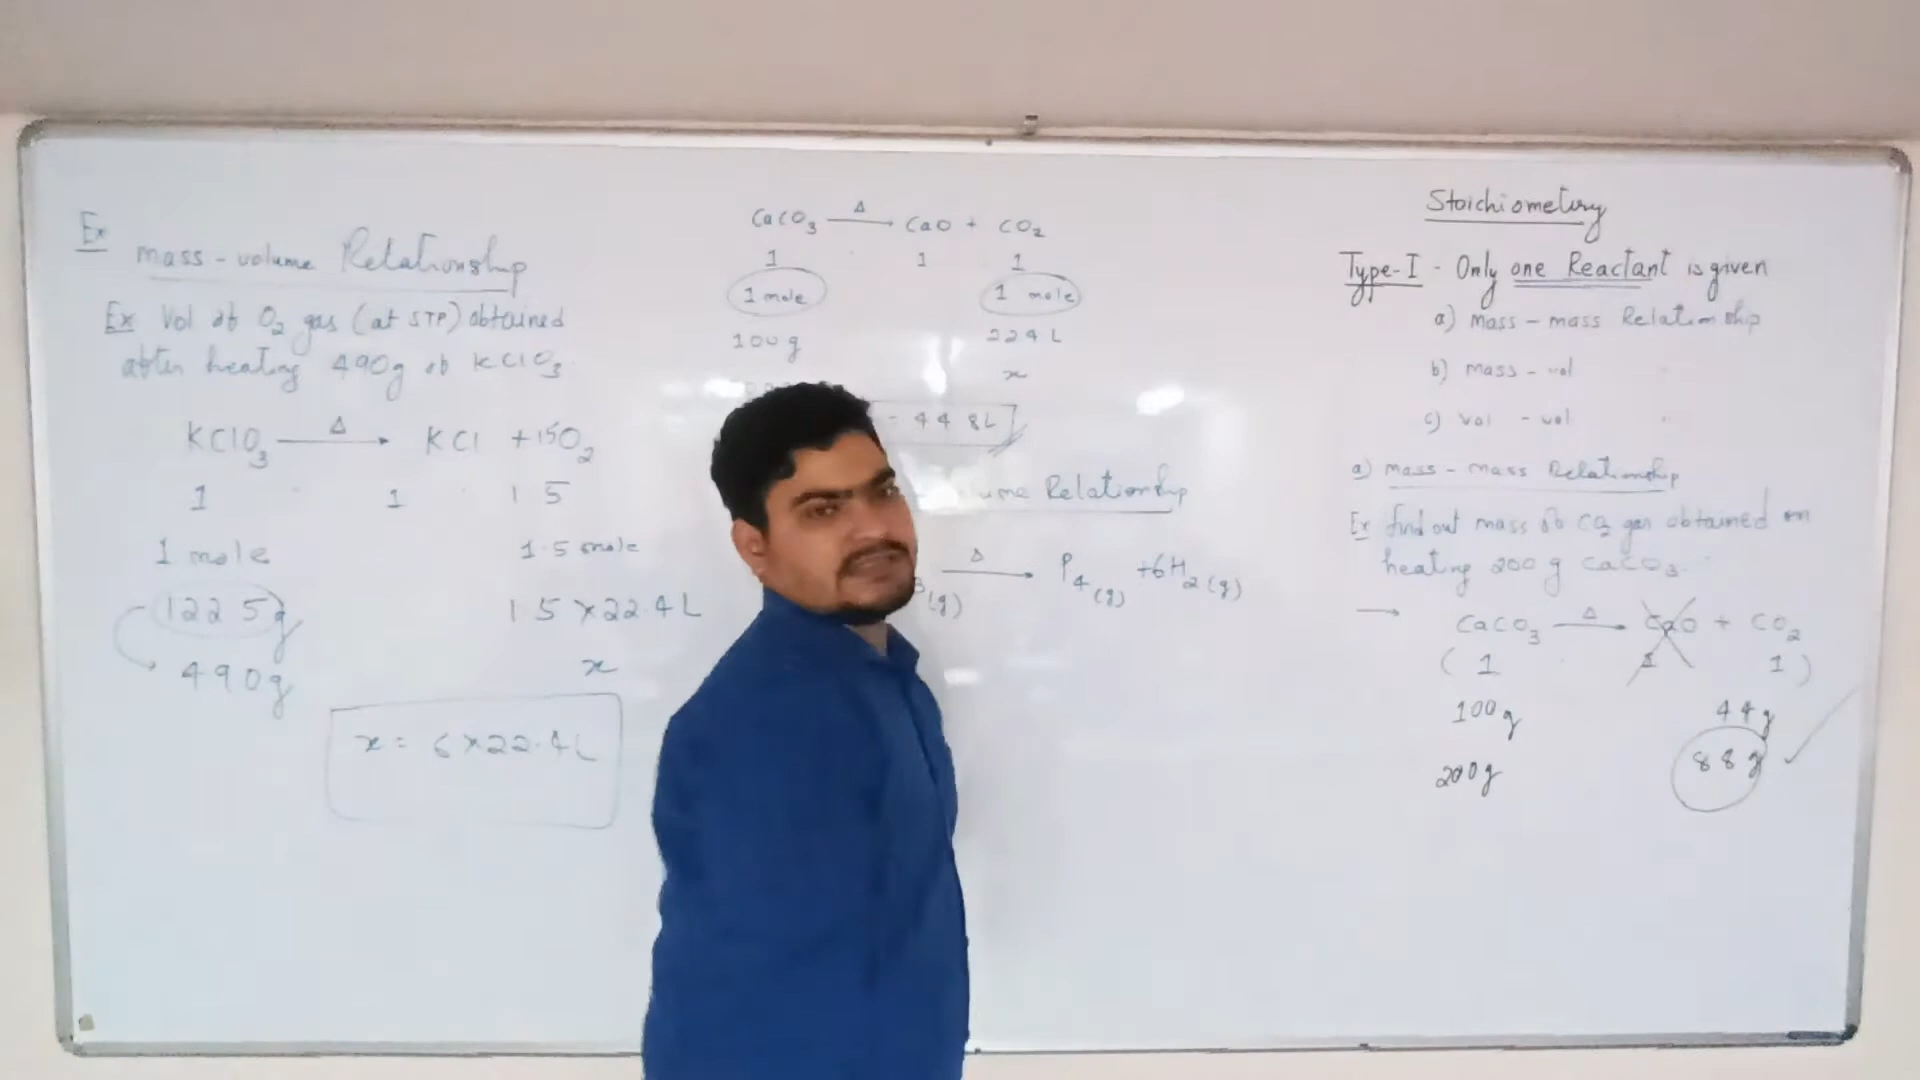 Ex
mass - volume Relationship
Ex Vol of O2 gas (at STP) obtained
after heating 490g of KClO3.
KClO3 —Δ→ KCl + 1.5O2
1 1 1 5
1 mole 1.5 mole
122 5g 1 5 × 22.4 L
490g x
x = 6 × 22.4 L
CaCO3 —Δ→ CaO + CO2
1 1 1
1 mole 1 mole
100g 22 4 L
x
= 44 8L
Relationship
3(g) —Δ→ P4(g) + 6H2(g)
Stoichiometry
Type-I - Only one Reactant is given
a) mass - mass Relationship
b) mass - vol "
c) vol - vol "
a) mass - mass Relationship
Ex find out mass of CO2 gas obtained on
heating 200 g CaCO3.
→ CaCO3 —Δ→ CaO + CO2
( 1 1 1 )
100g 44g
200g 88g ✓